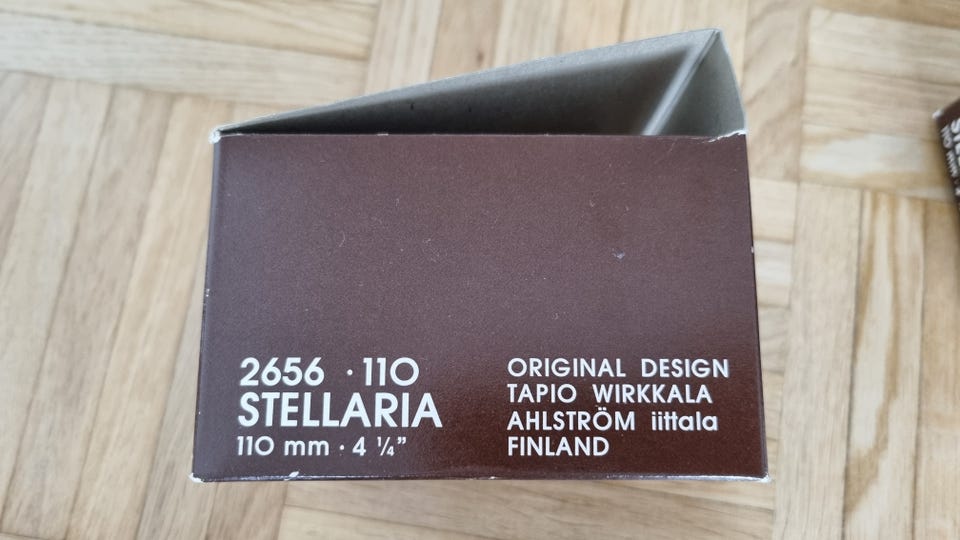 2656 · 110
STELLARIA
110 mm · 4 ¼”
ORIGINAL DESIGN
TAPIO WIRKKALA
AHLSTRÖM iittala
FINLAND